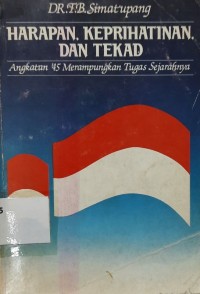 DR.T.B.Simatupang
HARAPAN, KEPRIHATINAN,
DAN TEKAD
Angkatan '45 Merampungkan Tugas Sejarahnya